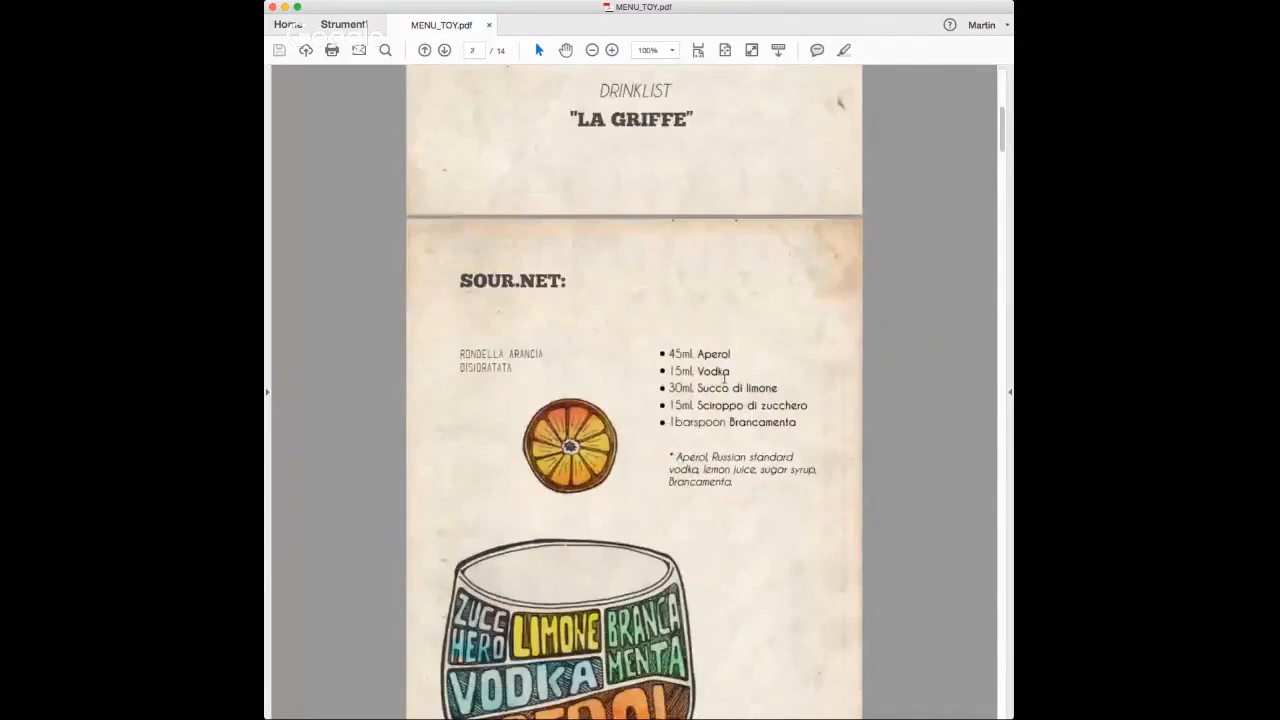 MENU_TOY.pdf
Home
Strumenti
MENU_TOY.pdf ×
Martin
Google
2 / 14
100%
DRINKLIST
"LA GRIFFE"
SOUR.NET:
RONDELLA ARANCIA
DISIDRATATA
• 45ml. Aperol
• 15ml. Vodka
• 30ml. Succo di limone
• 15ml. Sciroppo di zucchero
• 1barspoon Brancamenta
* Aperol, Russian standard
vodka, lemon juice, sugar syrup,
Brancamenta.
ZUCC
HERO
LIMONE
BRANCA
MENTA
VODKA